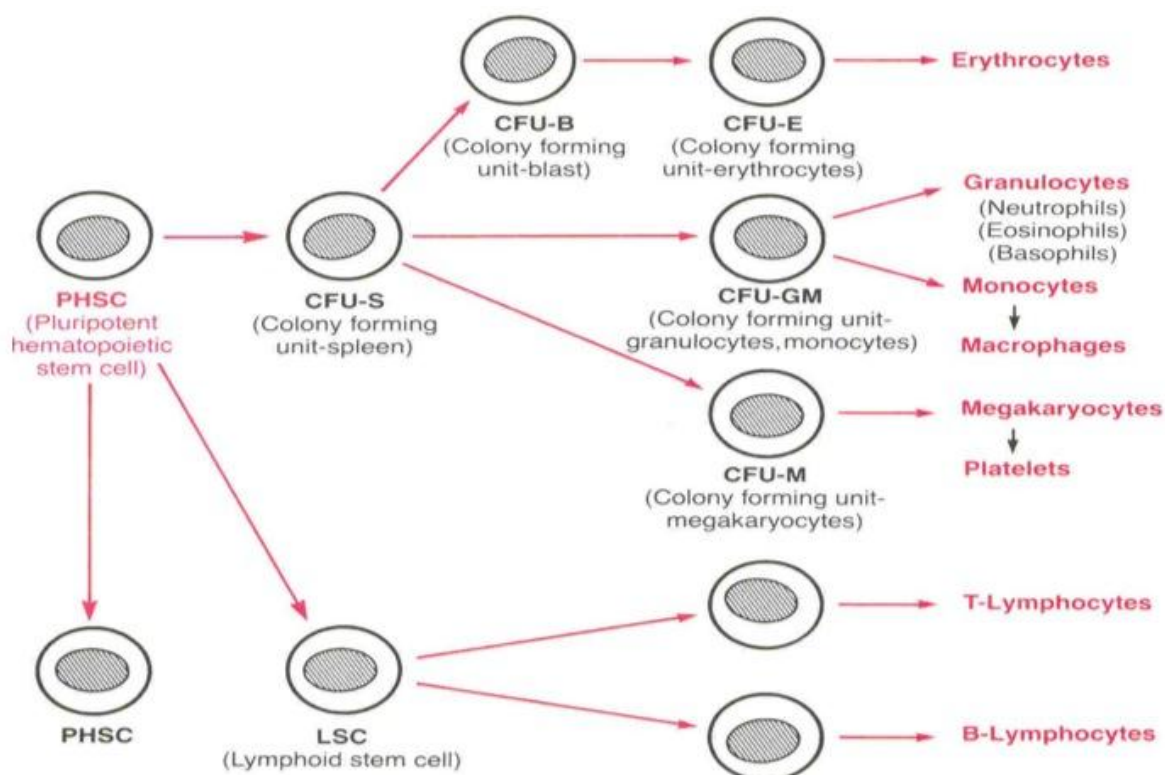 Erythrocytes
CFU-B
(Colony forming
unit-blast)
CFU-E
(Colony forming
unit-erythrocytes)
Granulocytes
(Neutrophils)
(Eosinophils)
(Basophils)
Monocytes
Macrophages
PHSC
(Pluripotent
hematopoietic
stem cell)
CFU-S
(Colony forming
unit-spleen)
CFU-GM
(Colony forming unit-
granulocytes, monocytes)
Megakaryocytes
Platelets
CFU-M
(Colony forming unit-
megakaryocytes)
T-Lymphocytes
PHSC
LSC
(Lymphoid stem cell)
B-Lymphocytes